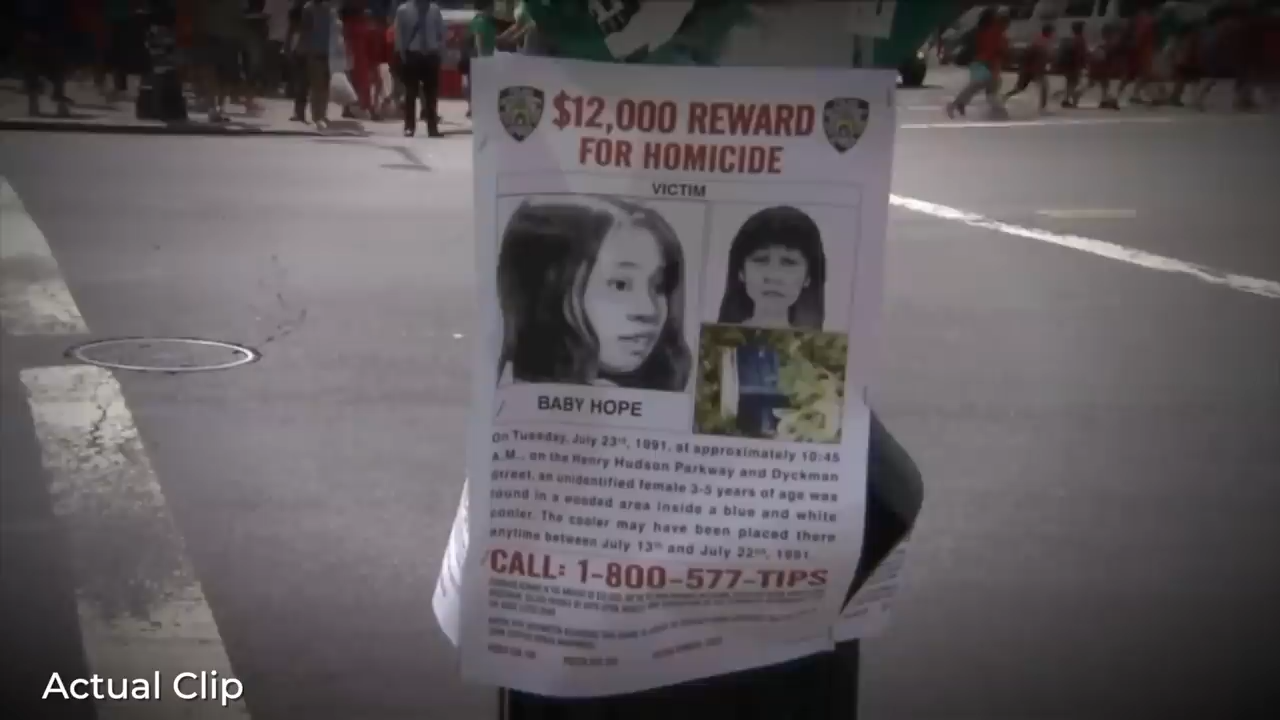 $12,000 REWARD
FOR HOMICIDE
VICTIM
BABY HOPE
On Tuesday, July 23rd, 1991, at approximately 10:45
A.M., on the Henry Hudson Parkway and Dyckman
street, an unidentified female 3-5 years of age was
found in a wooded area inside a blue and white
cooler. The cooler may have been placed there
anytime between July 13th and July 22nd, 1991.
CALL: 1-800-577-TIPS
Actual Clip